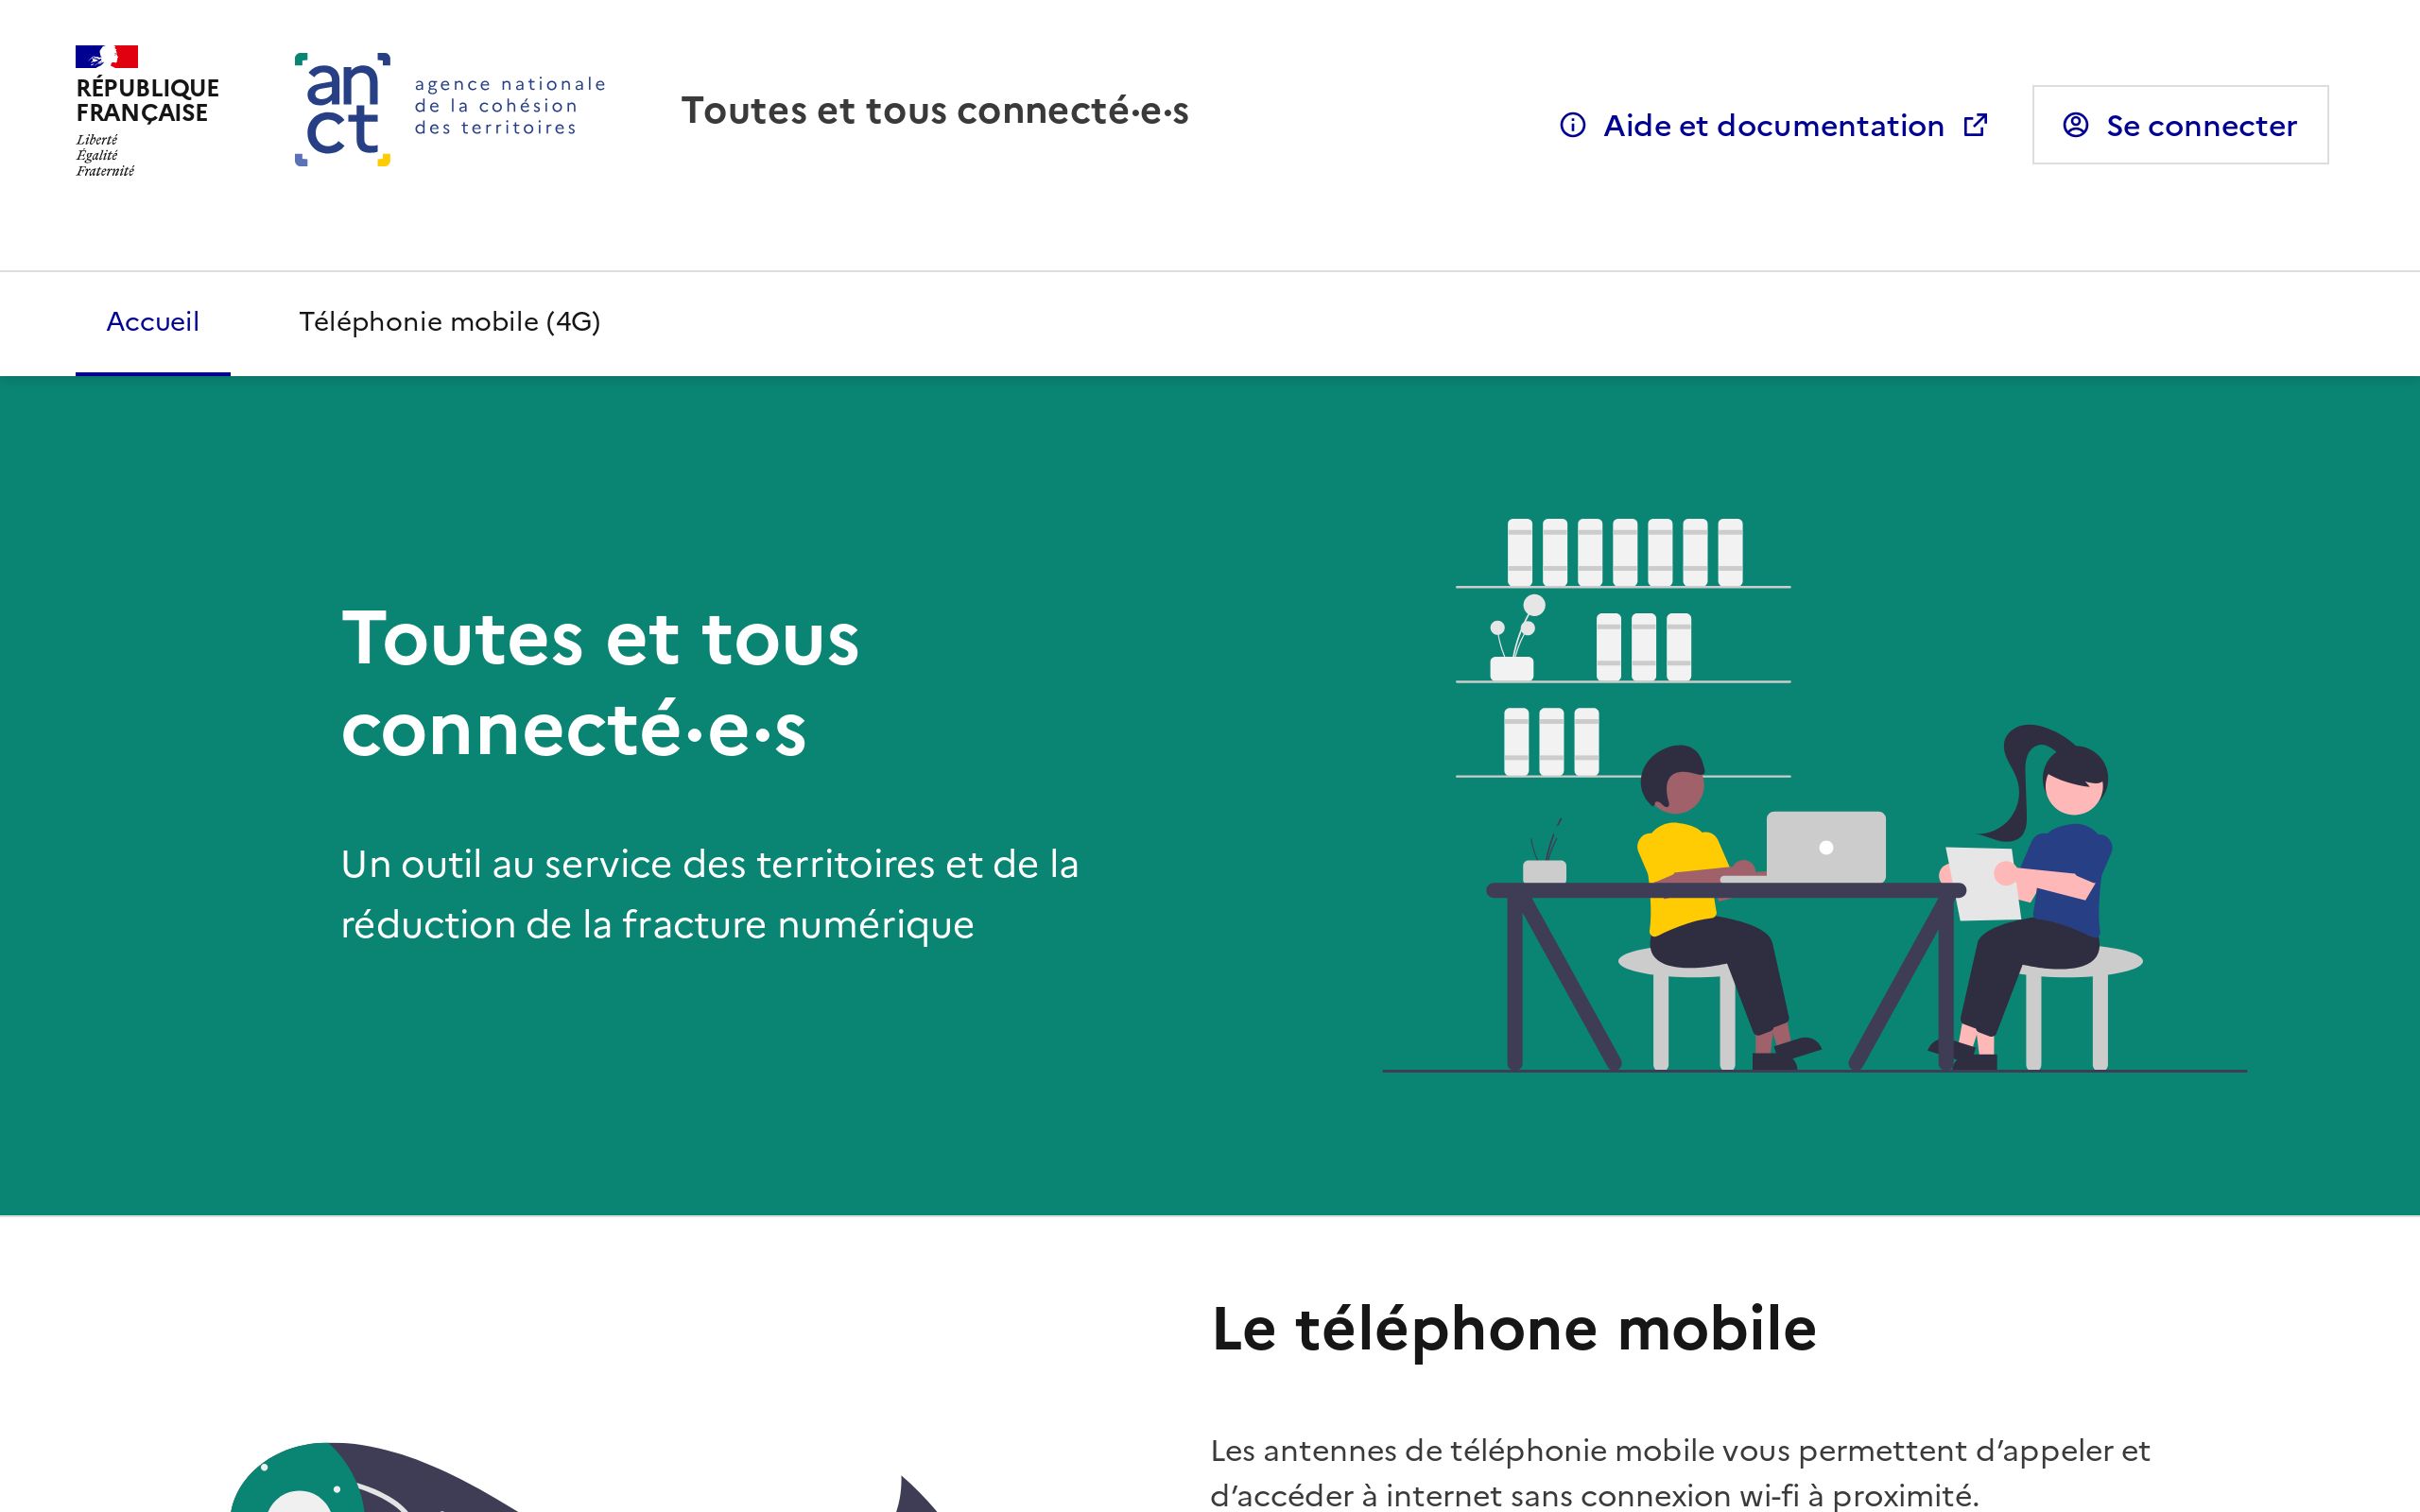 RÉPUBLIQUE
FRANÇAISE
Liberté
Égalité
Fraternité
an
ct
agence nationale
de la cohésion
des territoires
Toutes et tous connecté·e·s
Aide et documentation
Se connecter
Accueil
Téléphonie mobile (4G)
Toutes et tous
connecté·e·s
Un outil au service des territoires et de la
réduction de la fracture numérique
Le téléphone mobile
Les antennes de téléphonie mobile vous permettent d’appeler et
d’accéder à internet sans connexion wi-fi à proximité.